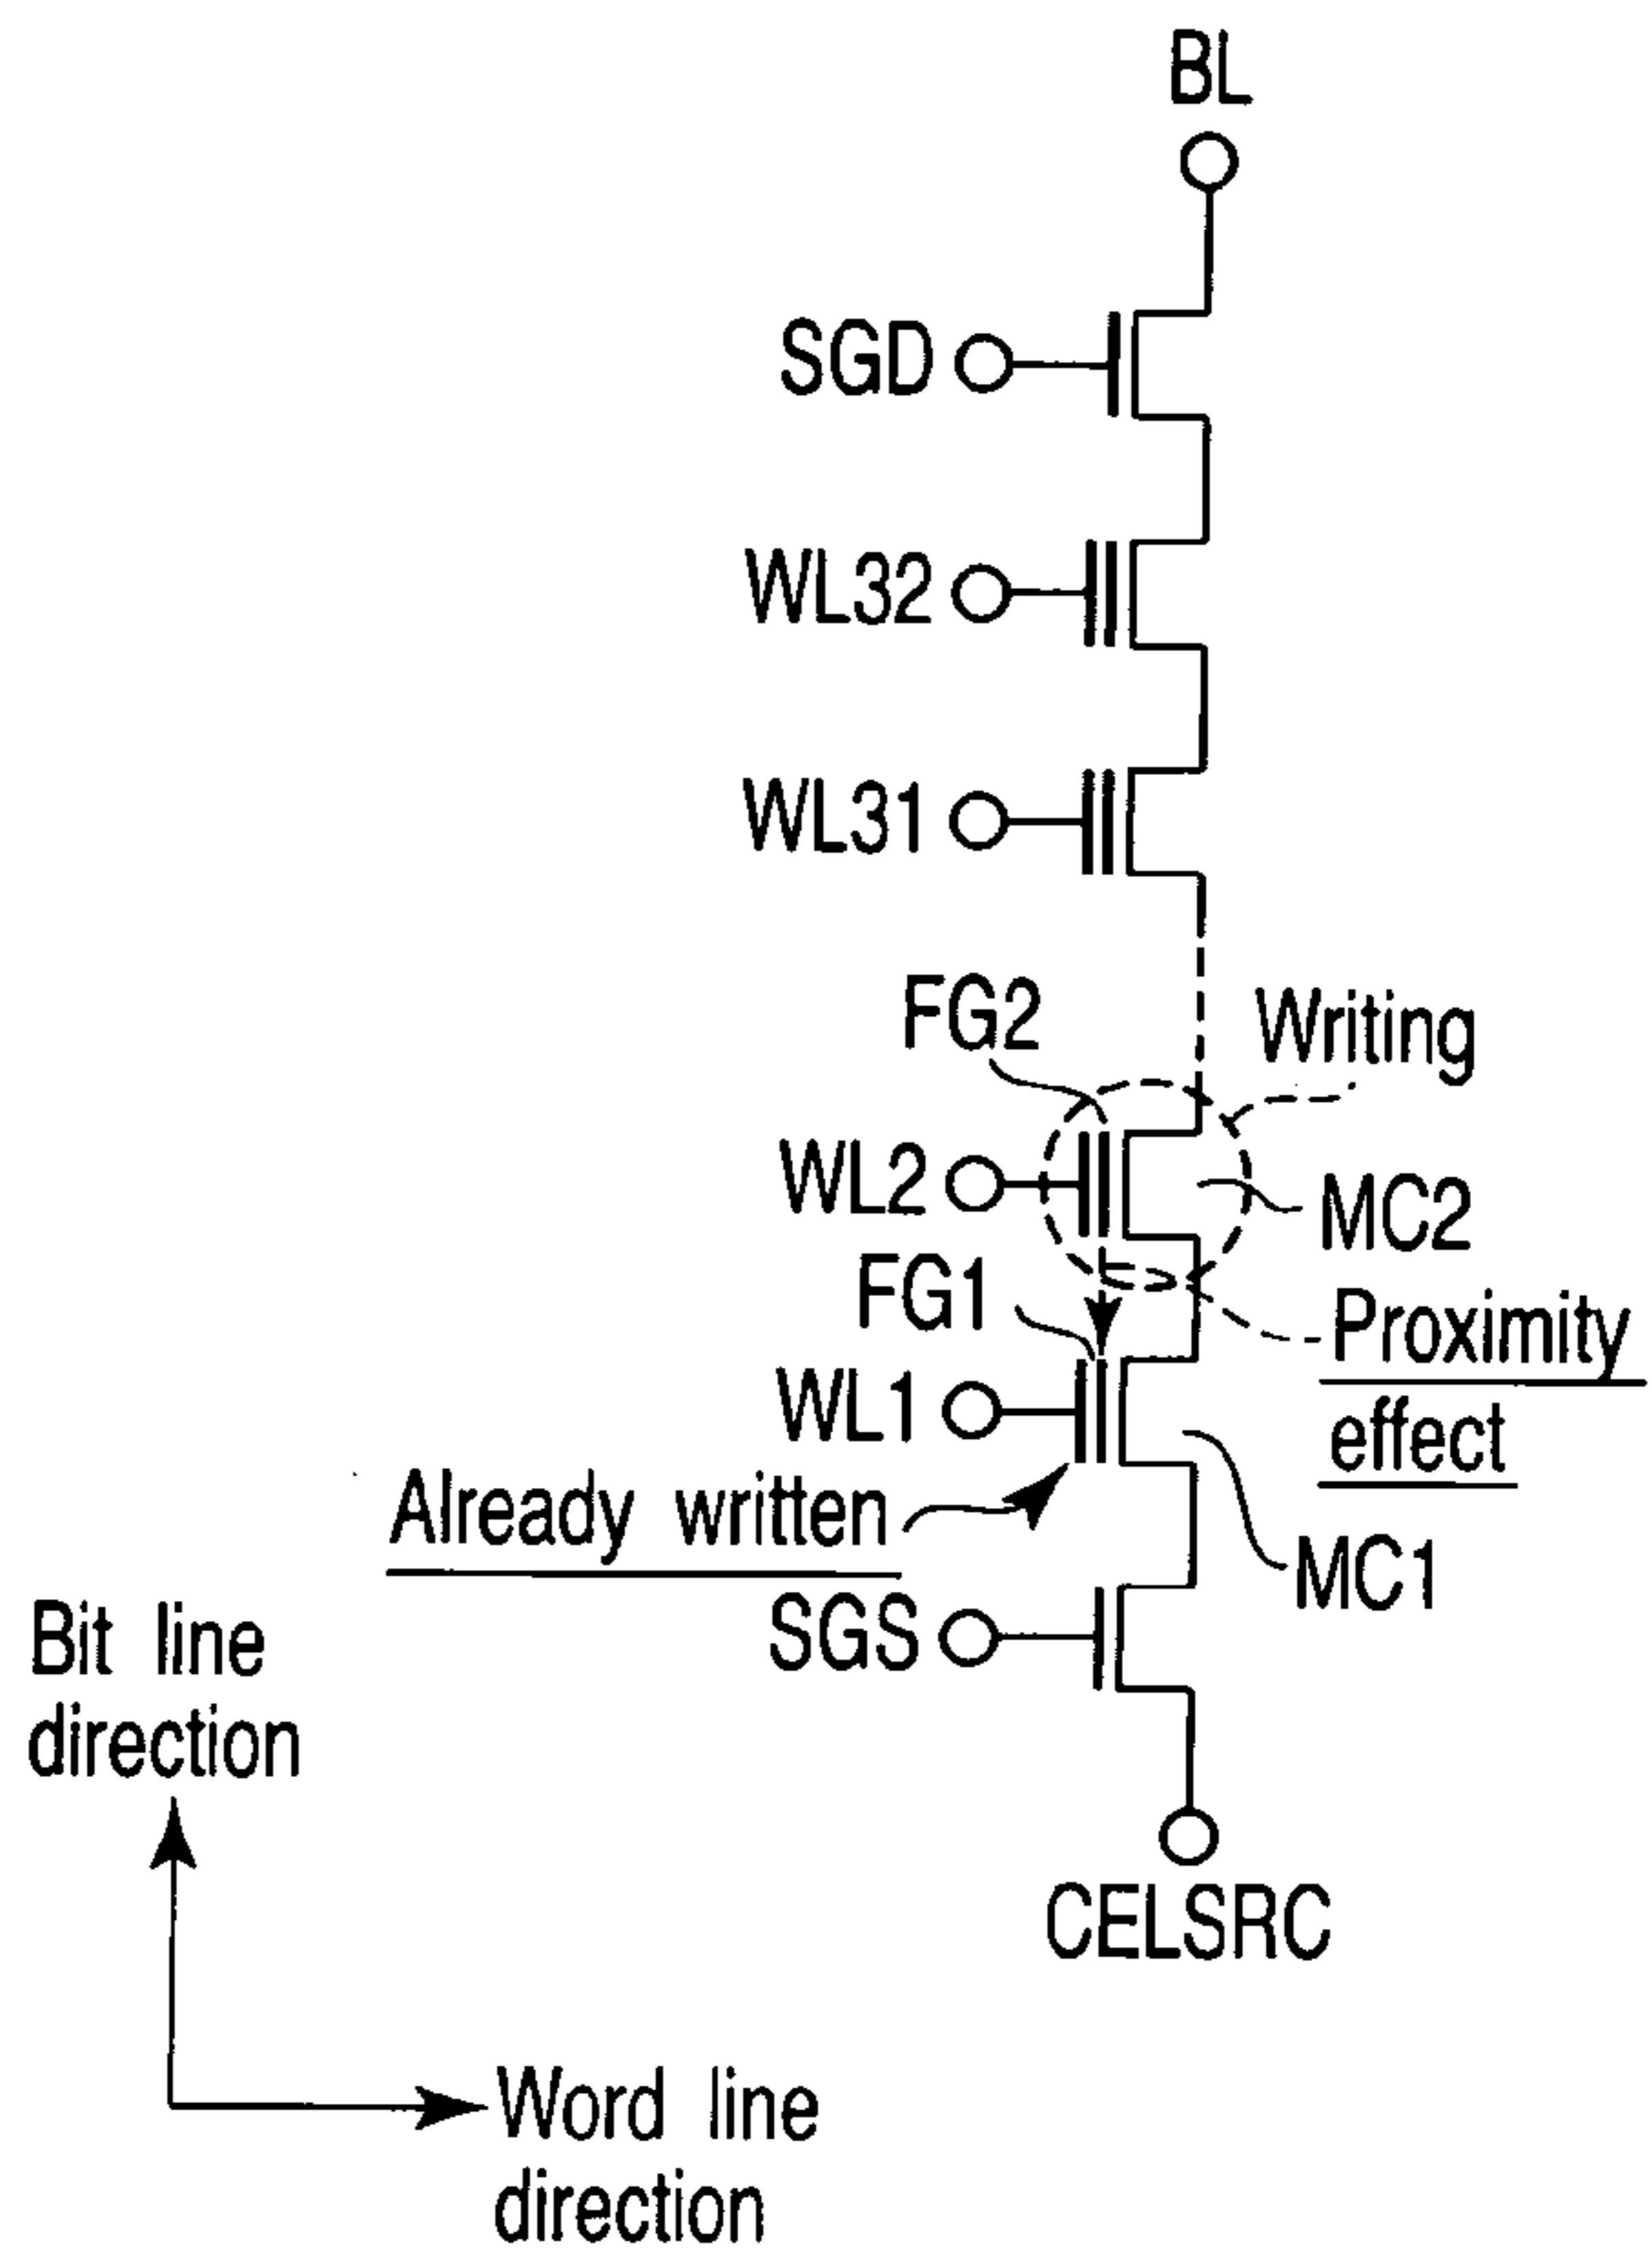 BL
SGD
WL32
WL31
FG2
Writing
WL2
MC2
FG1
Proximity
effect
WL1
Already written
MC1
SGS
Bit line
direction
CELSRC
Word line
direction